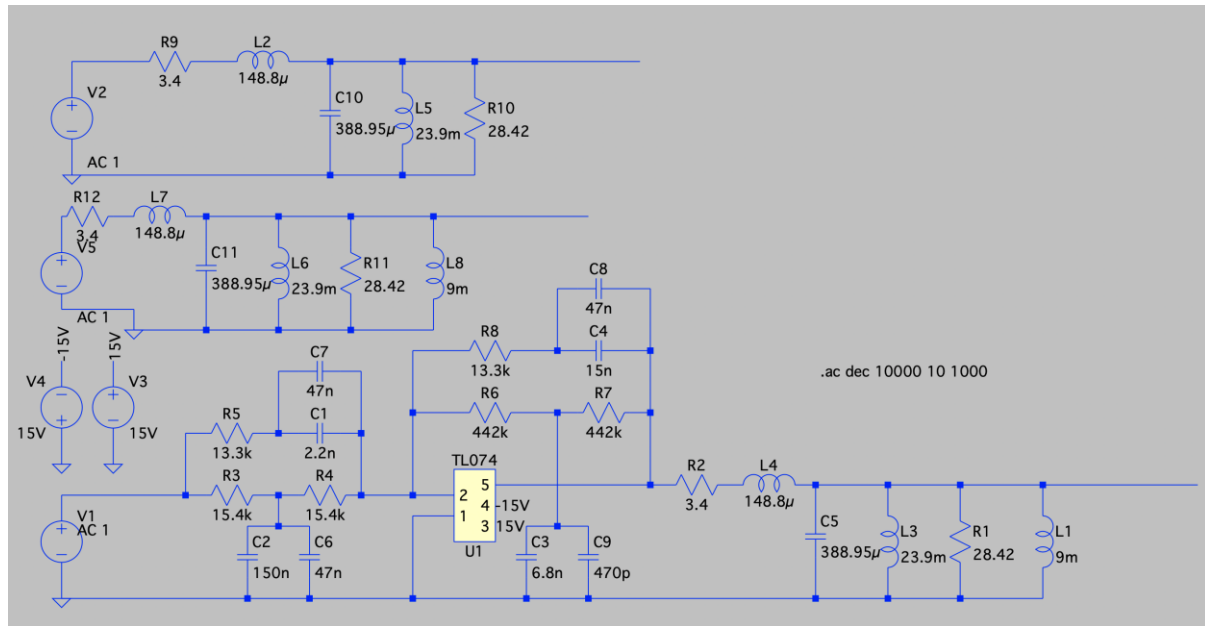 R9
3.4
L2
148.8µ
V2
AC 1
C10
388.95µ
L5
23.9m
R10
28.42
R12
3.4
L7
148.8µ
V5
AC 1
C11
388.95µ
L6
23.9m
R11
28.42
L8
9m
-15V
15V
V4
15V
V3
15V
C7
47n
R5
13.3k
C1
2.2n
R3
15.4k
R4
15.4k
V1
AC 1
C2
150n
C6
47n
C8
47n
R8
13.3k
C4
15n
R6
442k
R7
442k
TL074
2
1
5
4
3
-15V
15V
U1
C3
6.8n
C9
470p
.ac dec 10000 10 1000
R2
3.4
L4
148.8µ
C5
388.95µ
L3
23.9m
R1
28.42
L1
9m